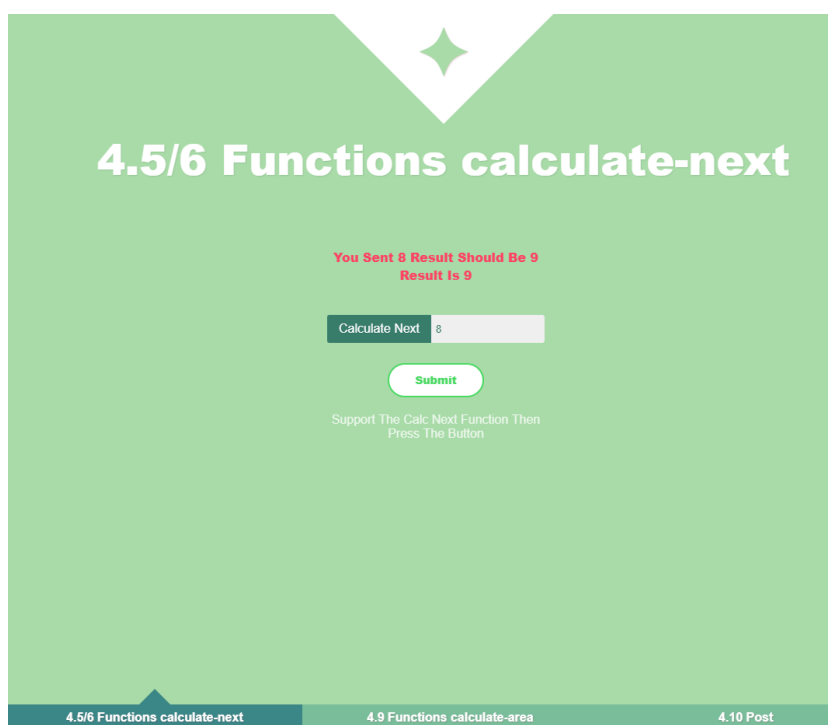 4.5/6 Functions calculate-next
You Sent 8 Result Should Be 9
Result Is 9
Calculate Next 8
Submit
Support The Calc Next Function Then
Press The Button
4.5/6 Functions calculate-next 4.9 Functions calculate-area 4.10 Post